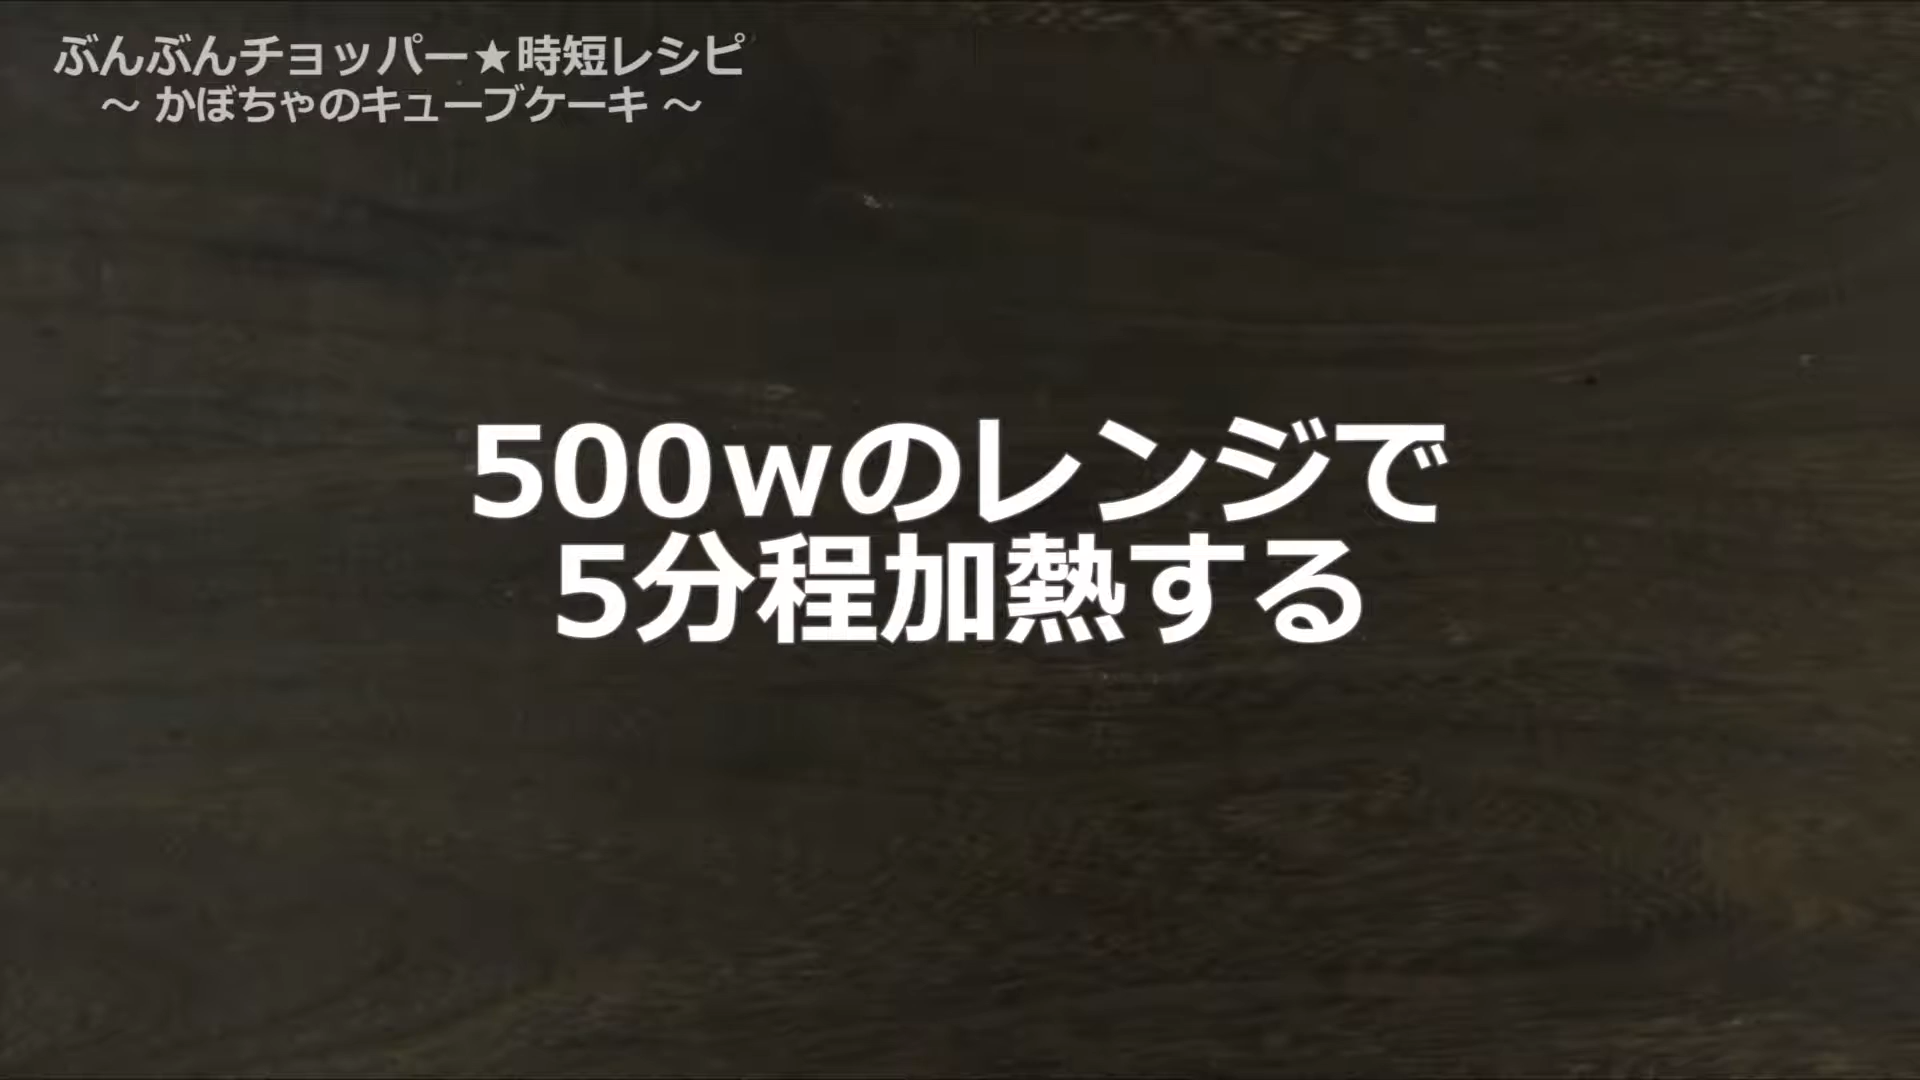 ぶんぶんチョッパー★時短レシピ
～ かぼちゃのキューブケーキ ～
500wのレンジで
5分程加熱する